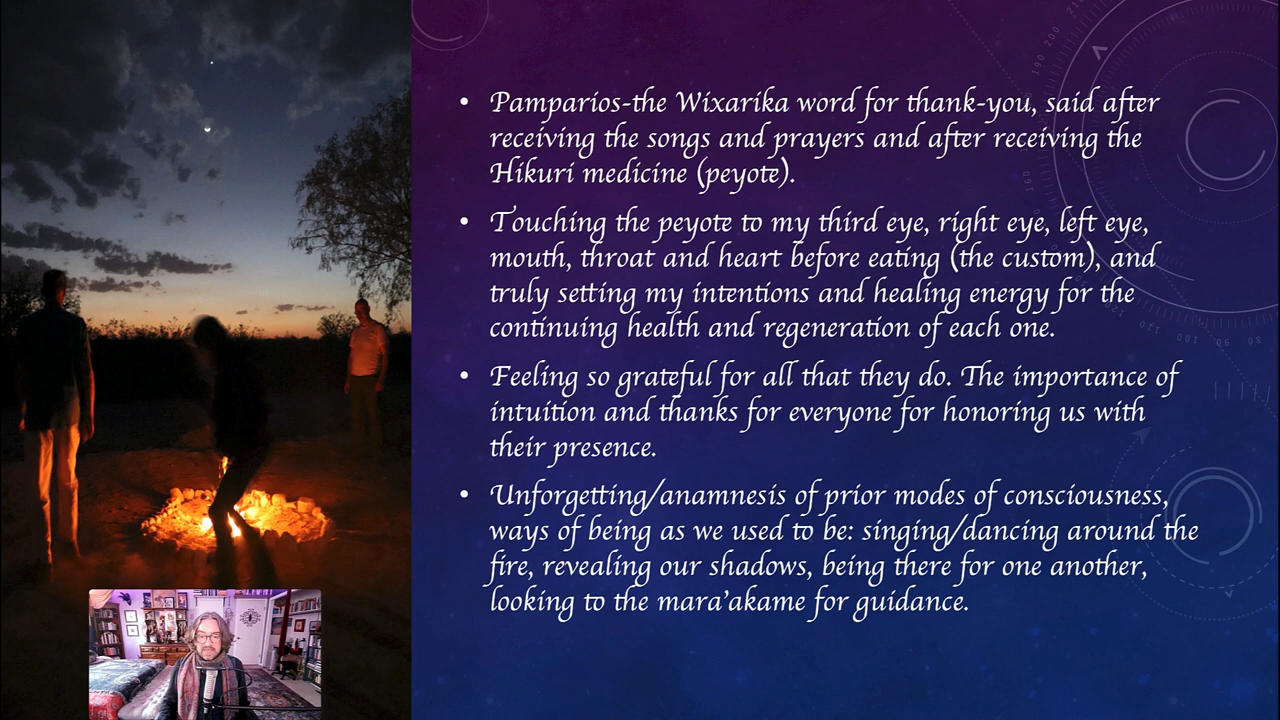 • Pamparios-the Wixarika word for thank-you, said after
receiving the songs and prayers and after receiving the
Hikuri medicine (peyote).
• Touching the peyote to my third eye, right eye, left eye,
mouth, throat and heart before eating (the custom), and
truly setting my intentions and healing energy for the
continuing health and regeneration of each one.
• Feeling so grateful for all that they do. The importance of
intuition and thanks for everyone for honoring us with
their presence.
• Unforgetting/anamnesis of prior modes of consciousness,
ways of being as we used to be: singing/dancing around the
fire, revealing our shadows, being there for one another,
looking to the mara'akame for guidance.